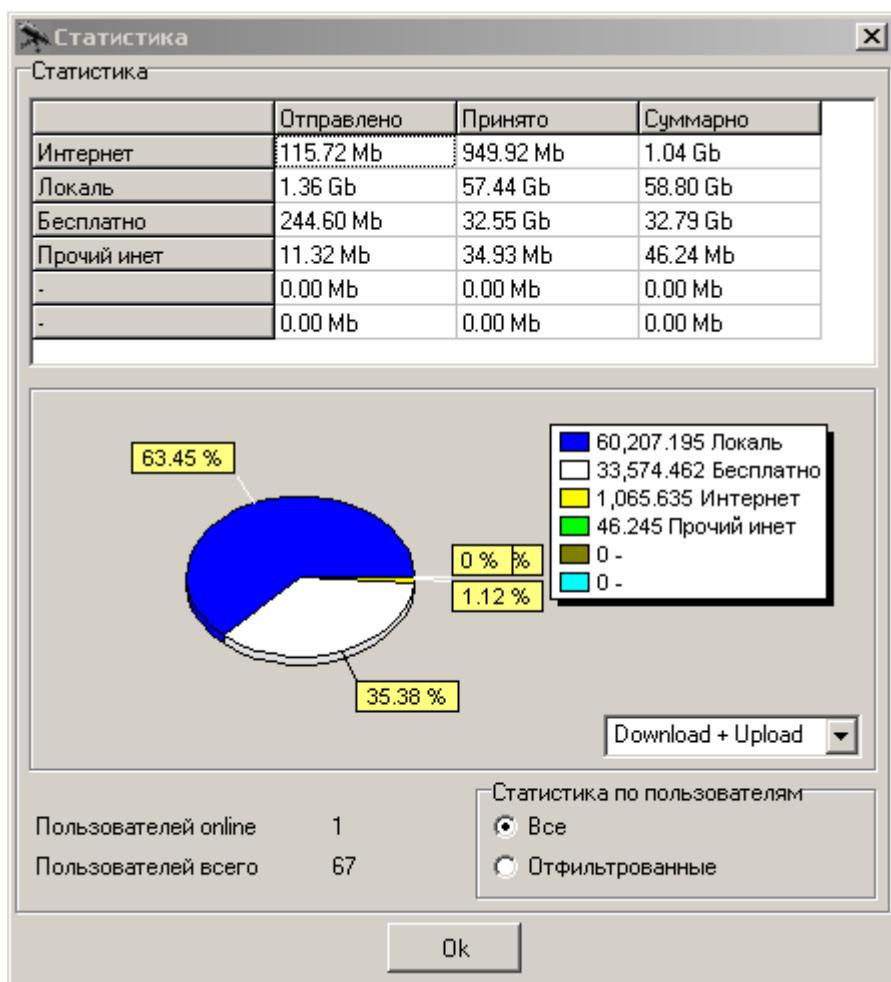 Статистика
Статистика
Отправлено Принято Суммарно
Интернет 115.72 Mb 949.92 Mb 1.04 Gb
Локаль 1.36 Gb 57.44 Gb 58.80 Gb
Бесплатно 244.60 Mb 32.55 Gb 32.79 Gb
Прочий инет 11.32 Mb 34.93 Mb 46.24 Mb
- 0.00 Mb 0.00 Mb 0.00 Mb
- 0.00 Mb 0.00 Mb 0.00 Mb
63.45 %
0 % %
1.12 %
35.38 %
60,207.195 Локаль
33,574.462 Бесплатно
1,065.635 Интернет
46.245 Прочий инет
0 -
0 -
Download + Upload
Пользователей online 1
Пользователей всего 67
Статистика по пользователям
Все
Отфильтрованные
Ok